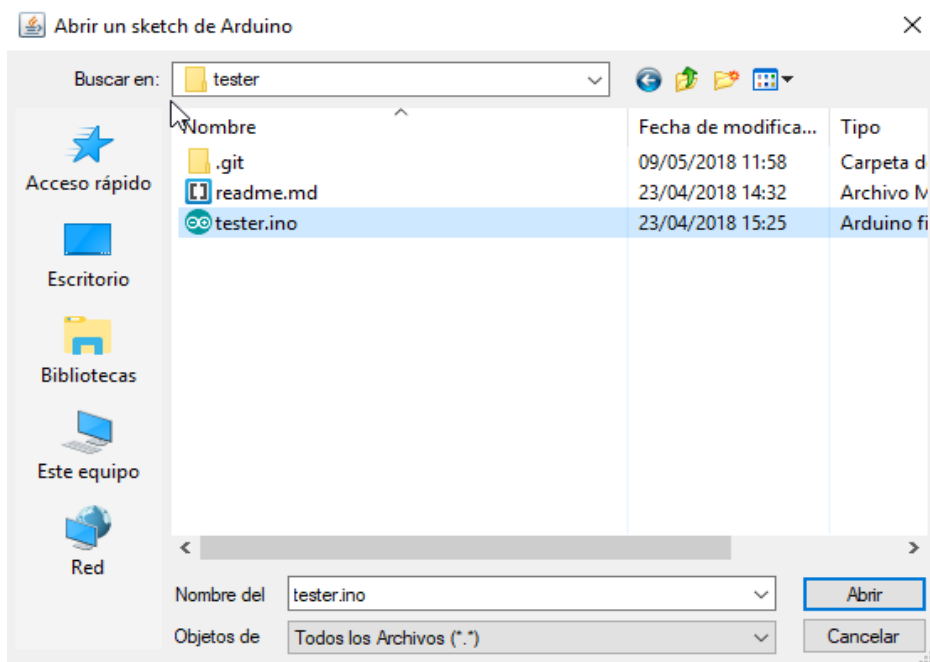 Abrir un sketch de Arduino
Buscar en: tester
Nombre Fecha de modifica... Tipo
.git 09/05/2018 11:58 Carpeta d
readme.md 23/04/2018 14:32 Archivo M
tester.ino 23/04/2018 15:25 Arduino fi
Acceso rápido
Escritorio
Bibliotecas
Este equipo
Red
Nombre del tester.ino Abrir
Objetos de Todos los Archivos (*.*) Cancelar